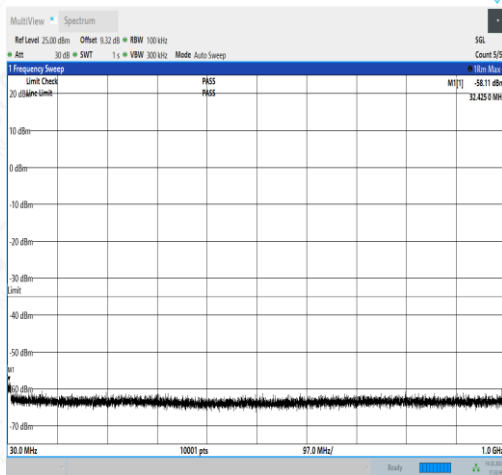 MultiView Spectrum
Ref Level 25.00 dBm Offset 9.32 dB RBW 100 kHz SGL
Att 30 dB SWT 1 s VBW 300 kHz Mode Auto Sweep Count 5/5
1 Frequency Sweep 1Rm Max
Limit Check PASS M1[1] -58.11 dBm
20 dBm Line Limit PASS 32.425 0 MHz
10 dBm
0 dBm
-10 dBm
-20 dBm
-30 dBm
Limit
-40 dBm
-50 dBm
M1
-60 dBm
-70 dBm
30.0 MHz 10001 pts 97.0 MHz/ 1.0 GHz
Ready